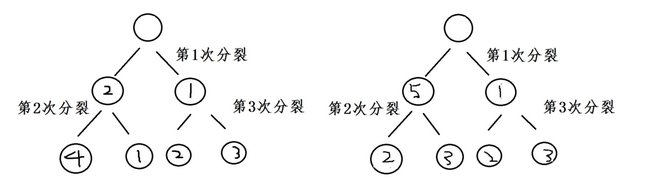 第1次分裂 第1次分裂
2 1 5 1
第2次分裂 第3次分裂 第2次分裂 第3次分裂
4 1 2 3 2 3 2 3